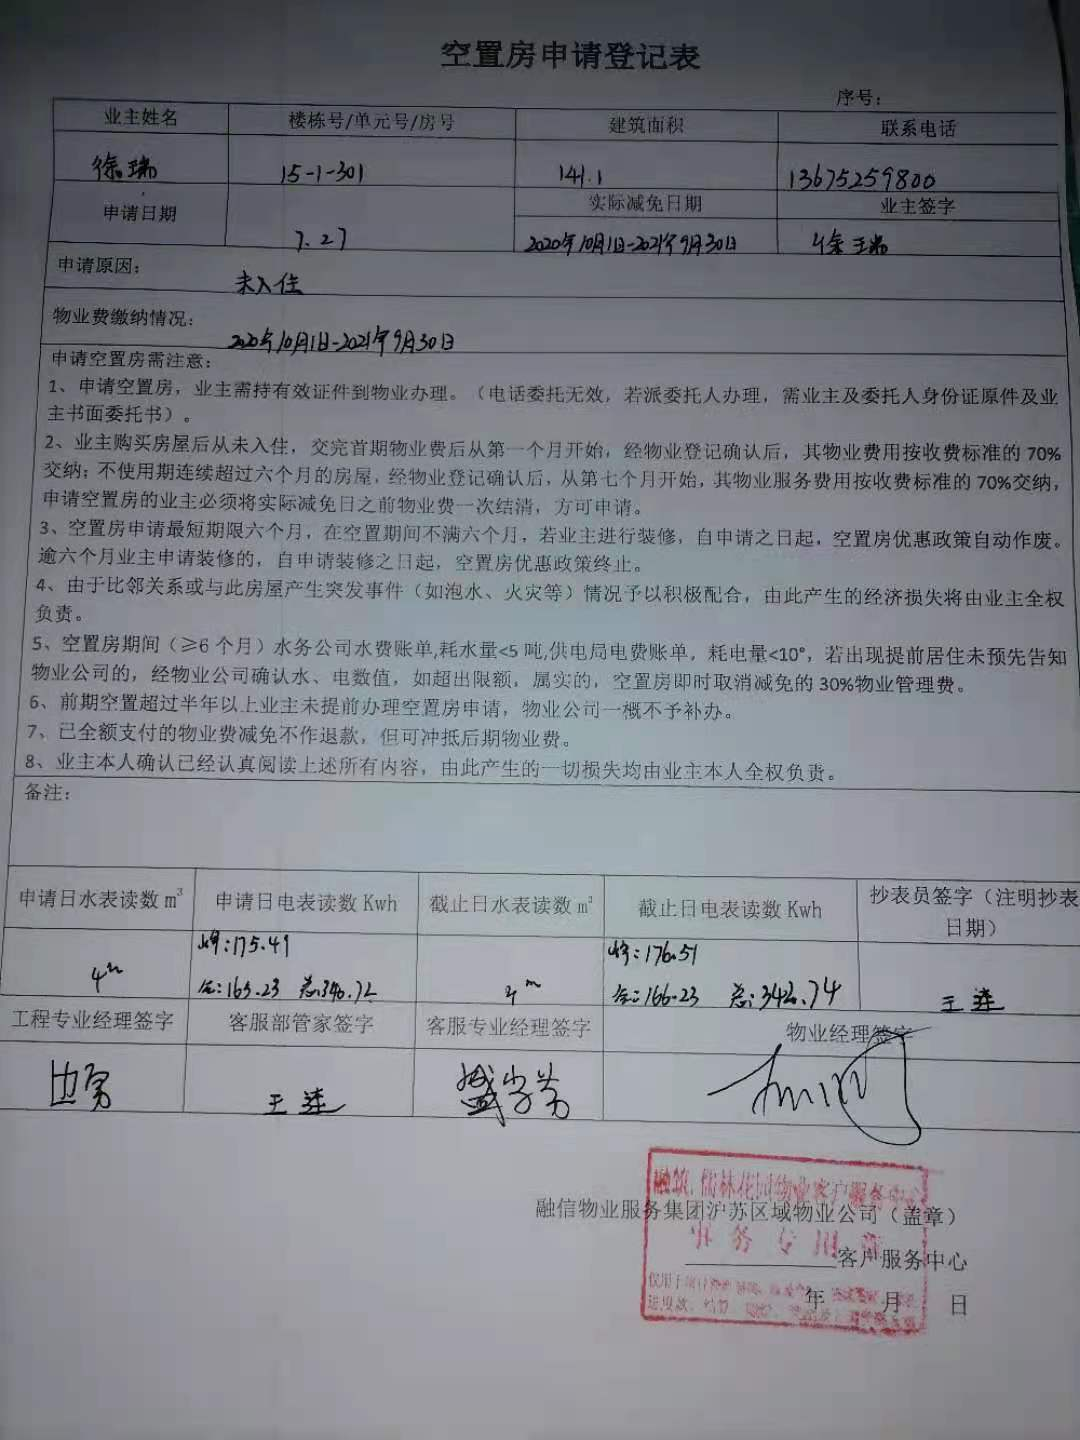 空置房申请登记表
序号：
业主姓名 楼栋号/单元号/房号 建筑面积 联系电话
徐瑞 15-1-301 141.1 13675259800
申请日期 7.27 实际减免日期 业主签字
2020年10月1日-2021年9月30日 徐瑞
申请原因：
未入住
物业费缴纳情况：
2020年10月1日-2021年9月30日
申请空置房需注意：
1、申请空置房，业主需持有效证件到物业办理。（电话委托无效，若派委托人办理，需业主及委托人身份证原件及业
主书面委托书）。
2、业主购买房屋后从未入住，交完首期物业费后从第一个月开始，经物业登记确认后，其物业费用按收费标准的70%
交纳；不使用期连续超过六个月的房屋，经物业登记确认后，从第七个月开始，其物业服务费用按收费标准的70%交纳，
申请空置房的业主必须将实际减免日之前物业费一次结清，方可申请。
3、空置房申请最短期限六个月，在空置期间不满六个月，若业主进行装修，自申请之日起，空置房优惠政策自动作废。
逾六个月业主申请装修的，自申请装修之日起，空置房优惠政策终止。
4、由于比邻关系或与此房屋产生突发事件（如泡水、火灾等）情况予以积极配合，由此产生的经济损失将由业主全权
负责。
5、空置房期间（≥6个月）水务公司水费账单,耗水量<5吨,供电局电费账单，耗电量<10°，若出现提前居住未预先告知
物业公司的，经物业公司确认水、电数值，如超出限额，属实的，空置房即时取消减免的30%物业管理费。
6、前期空置超过半年以上业主未提前办理空置房申请，物业公司一概不予补办。
7、已全额支付的物业费减免不作退款，但可冲抵后期物业费。
8、业主本人确认已经认真阅读上述所有内容，由此产生的一切损失均由业主本人全权负责。
备注：
申请日水表读数m³ 申请日电表读数Kwh 截止日水表读数m³ 截止日电表读数Kwh 抄表员签字（注明抄表
日期）
峰:175.49 峰:176.51
4m 谷:165.23 总:340.72 4m 谷:166.23 总:342.74 王莲
工程专业经理签字 客服部管家签字 客服专业经理签字 物业经理签字
王莲
融筑.儒林花园物业客户服务中心
融信物业服务集团沪苏区域物业公司（盖章）
业务专用章
客户服务中心
年 月 日